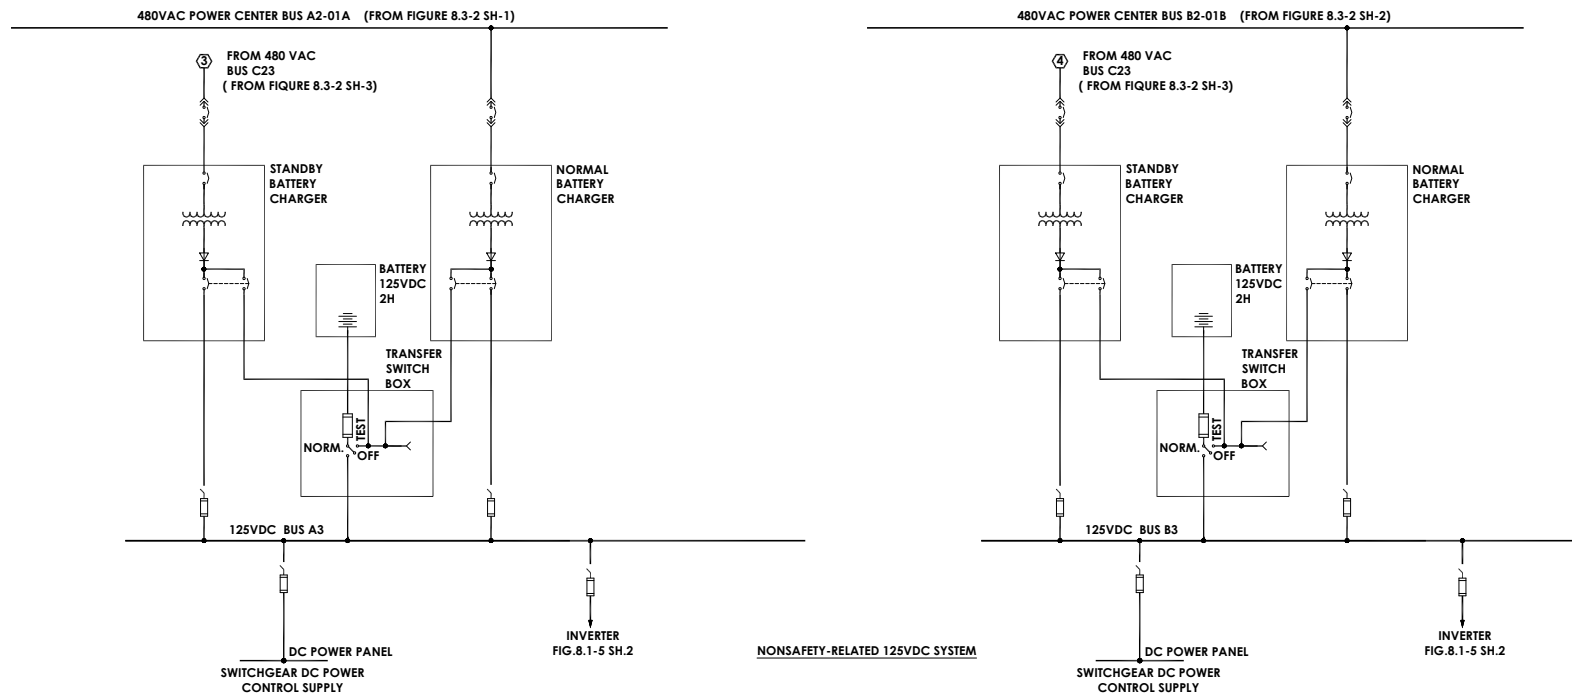 480VAC POWER CENTER BUS A2-01A (FROM FIGURE 8.3-2 SH-1)
3
FROM 480 VAC
BUS C23
( FROM FIQURE 8.3-2 SH-3)
STANDBY
BATTERY
CHARGER
NORMAL
BATTERY
CHARGER
BATTERY
125VDC
2H
TRANSFER
SWITCH
BOX
TEST
NORM.
OFF
125VDC BUS A3
INVERTER
FIG.8.1-5 SH.2
DC POWER PANEL
SWITCHGEAR DC POWER
CONTROL SUPPLY
NONSAFETY-RELATED 125VDC SYSTEM
480VAC POWER CENTER BUS B2-01B (FROM FIGURE 8.3-2 SH-2)
4
FROM 480 VAC
BUS C23
( FROM FIQURE 8.3-2 SH-3)
STANDBY
BATTERY
CHARGER
NORMAL
BATTERY
CHARGER
BATTERY
125VDC
2H
TRANSFER
SWITCH
BOX
TEST
NORM.
OFF
125VDC BUS B3
INVERTER
FIG.8.1-5 SH.2
DC POWER PANEL
SWITCHGEAR DC POWER
CONTROL SUPPLY